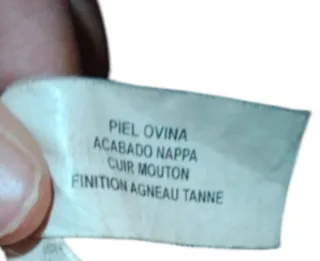 PIEL OVINA
ACABADO NAPPA
CUIR MOUTON
FINITION AGNEAU TANNE